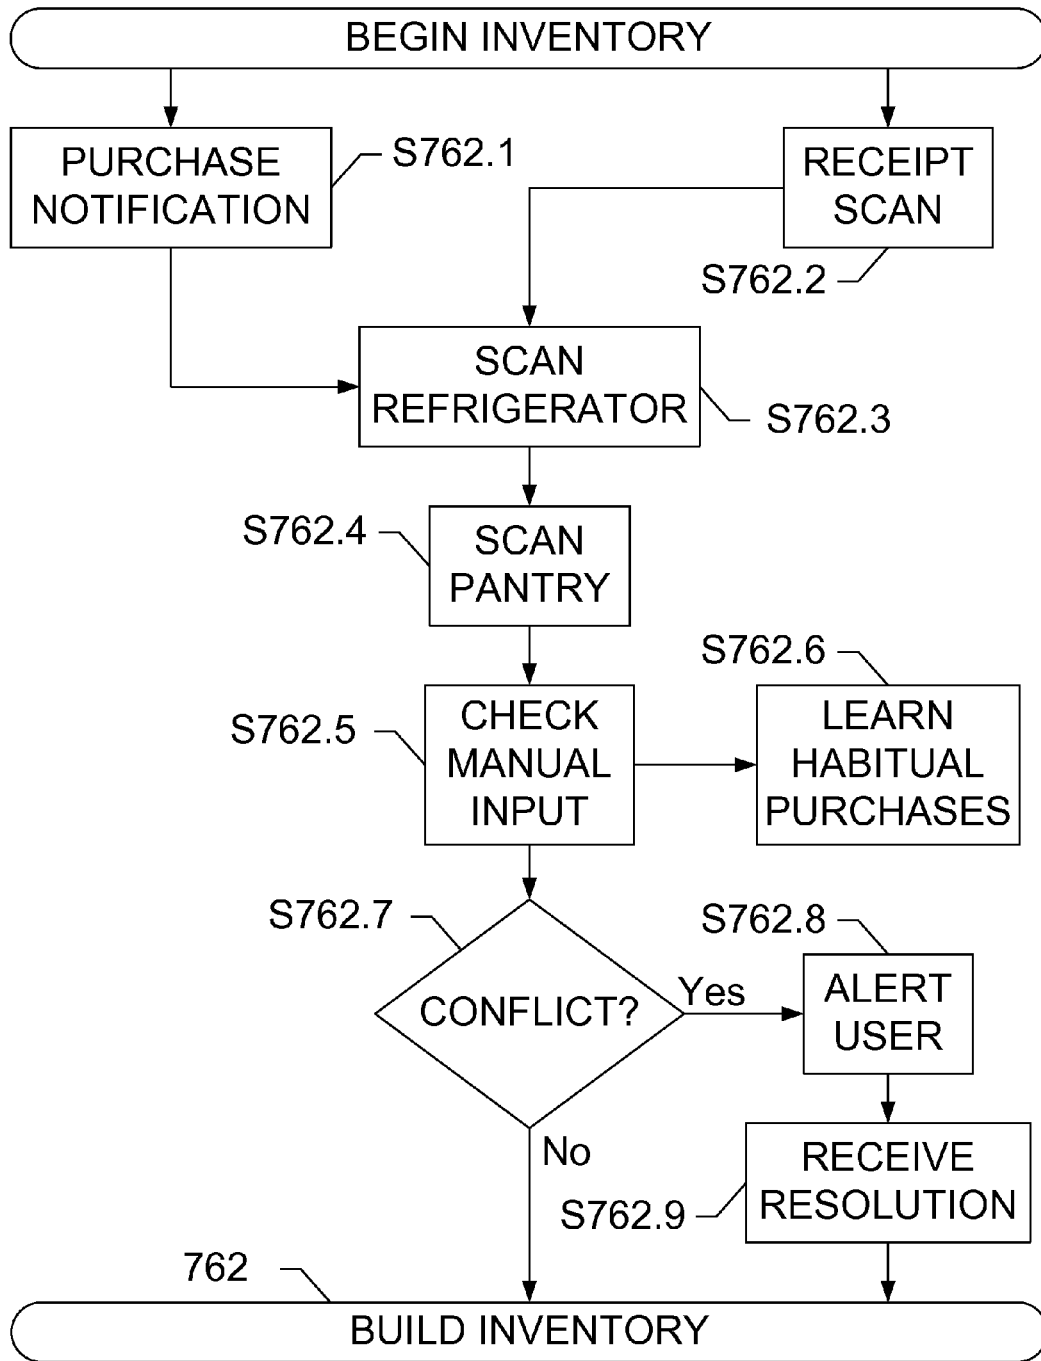 BEGIN INVENTORY
PURCHASE
NOTIFICATION
S762.1
RECEIPT
SCAN
S762.2
SCAN
REFRIGERATOR
S762.3
S762.4
SCAN
PANTRY
S762.5
CHECK
MANUAL
INPUT
S762.6
LEARN
HABITUAL
PURCHASES
S762.7
CONFLICT?
Yes
S762.8
ALERT
USER
No
RECEIVE
RESOLUTION
S762.9
762
BUILD INVENTORY